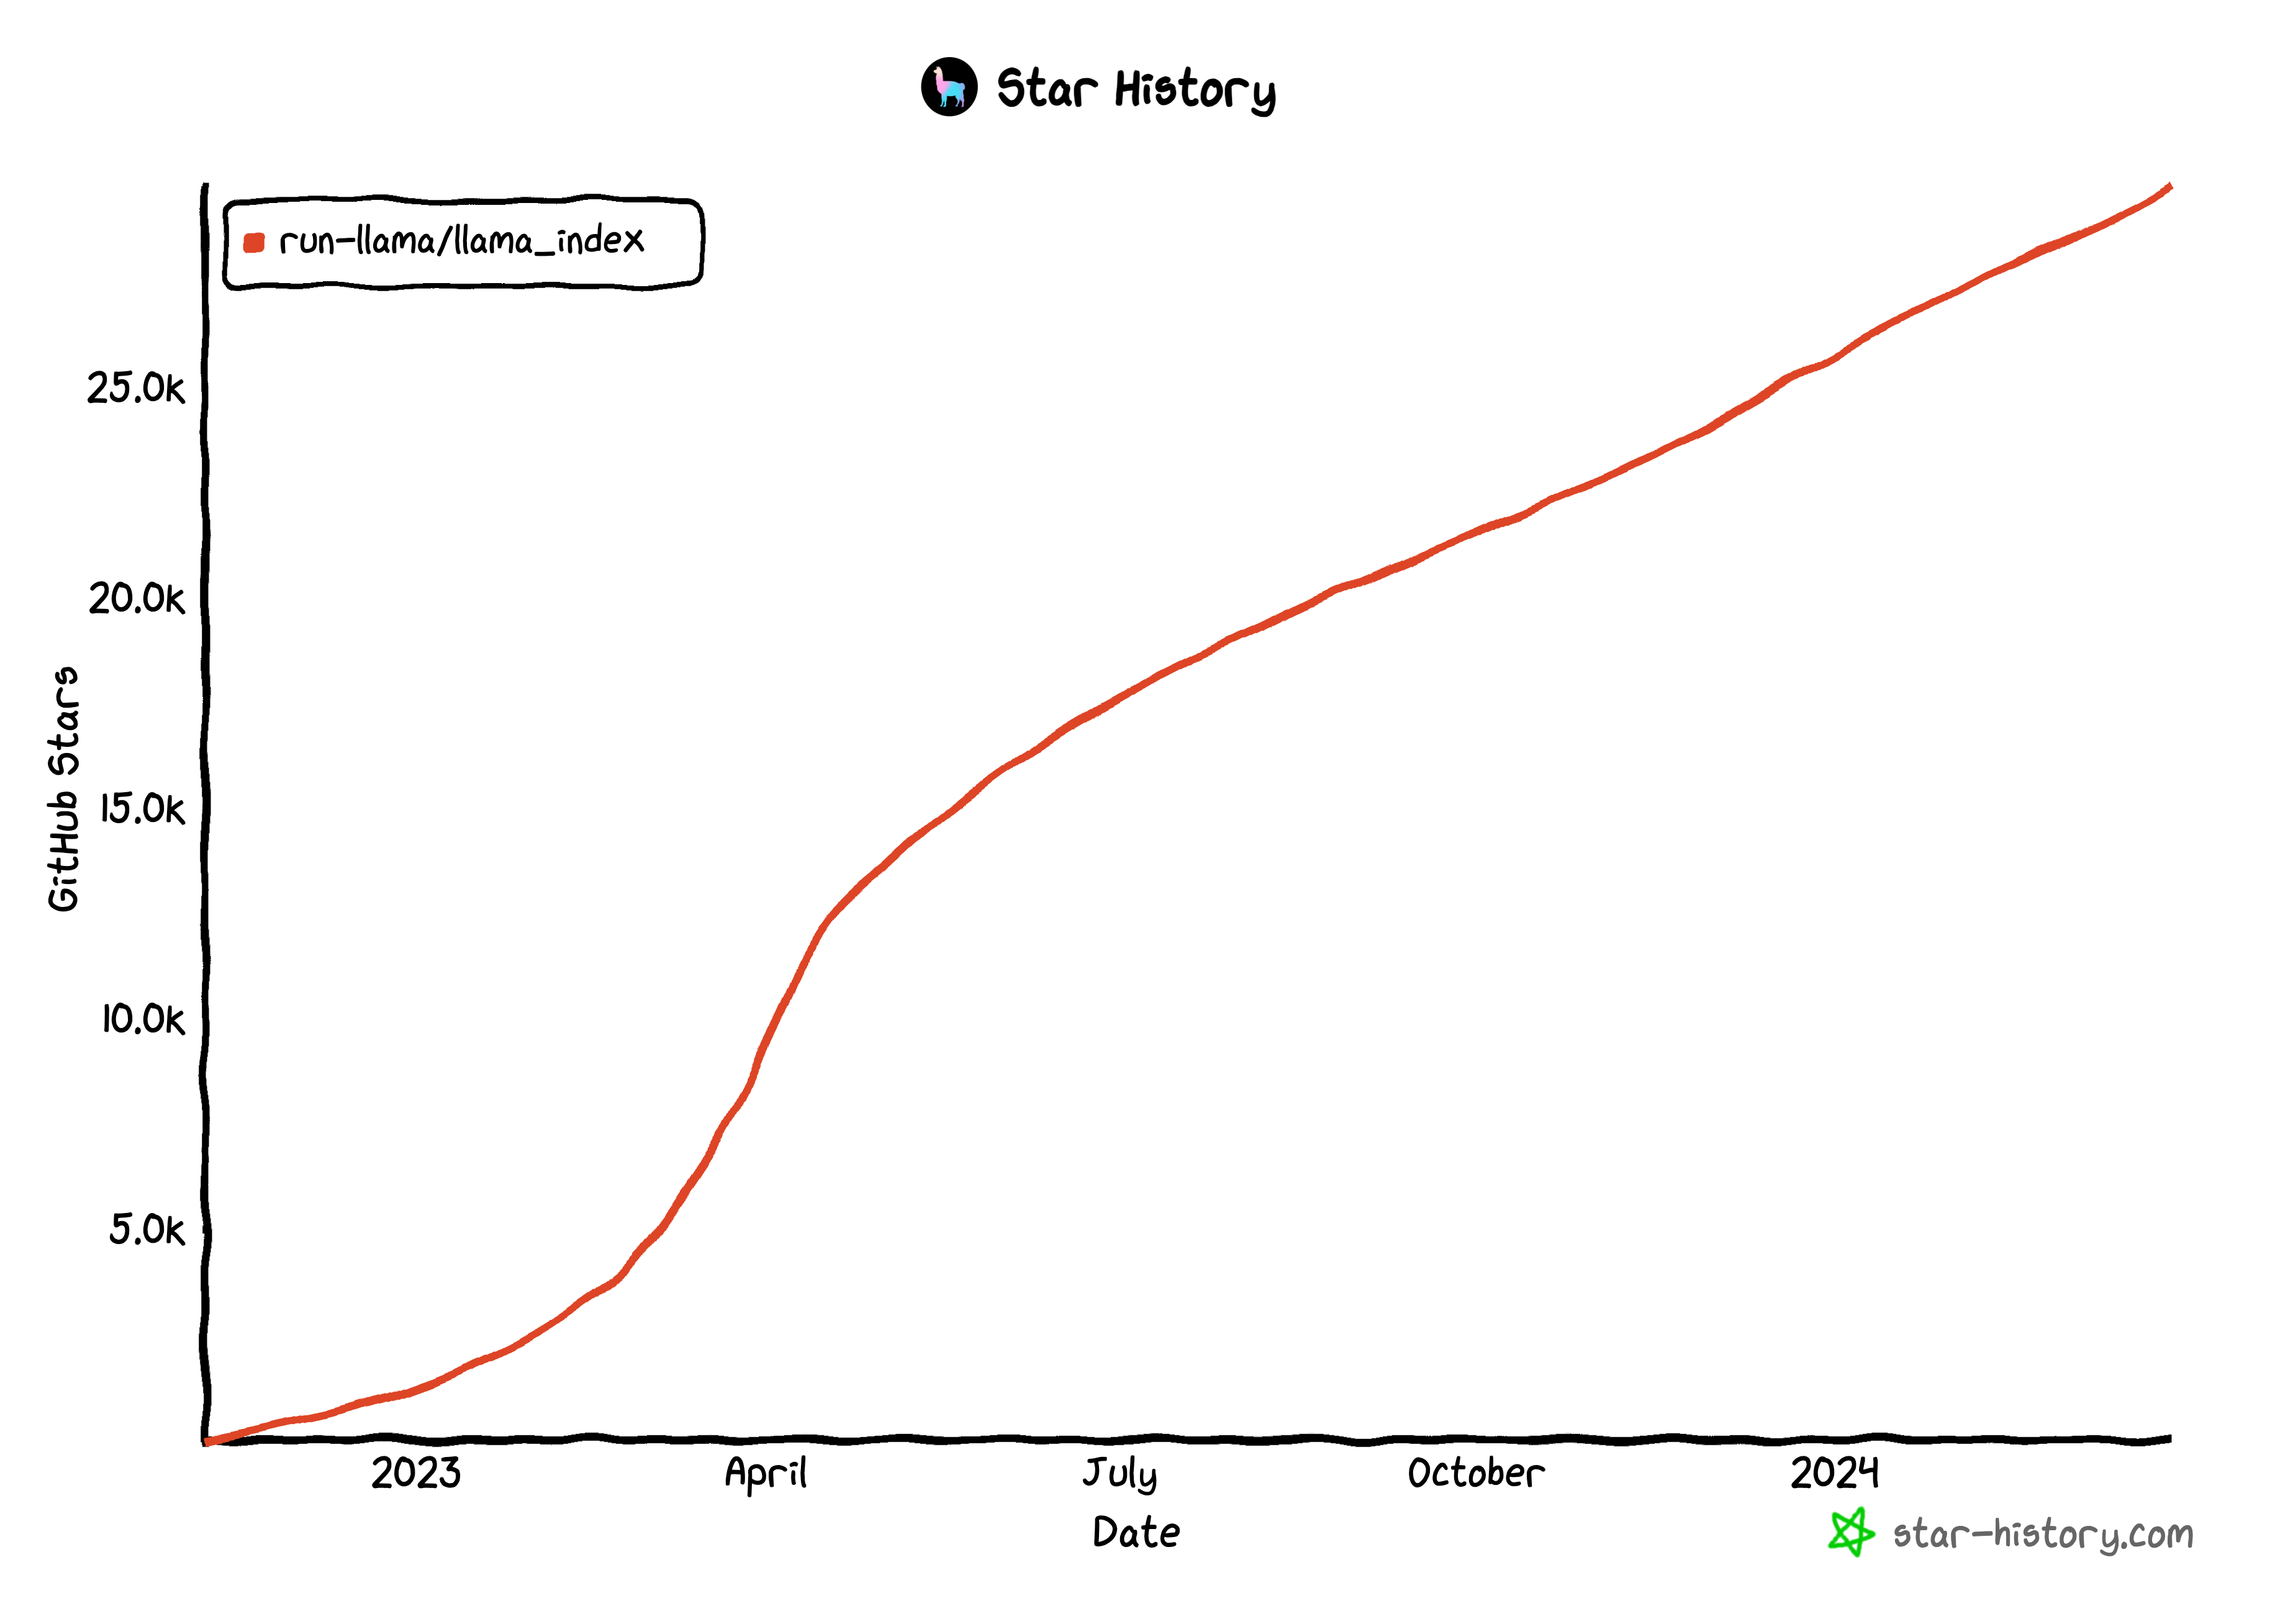 Star History
run-llama/llama_index
25.0K
20.0K
15.0K
10.0K
5.0K
GitHub Stars
2023
April
July
October
2024
Date
star-history.com